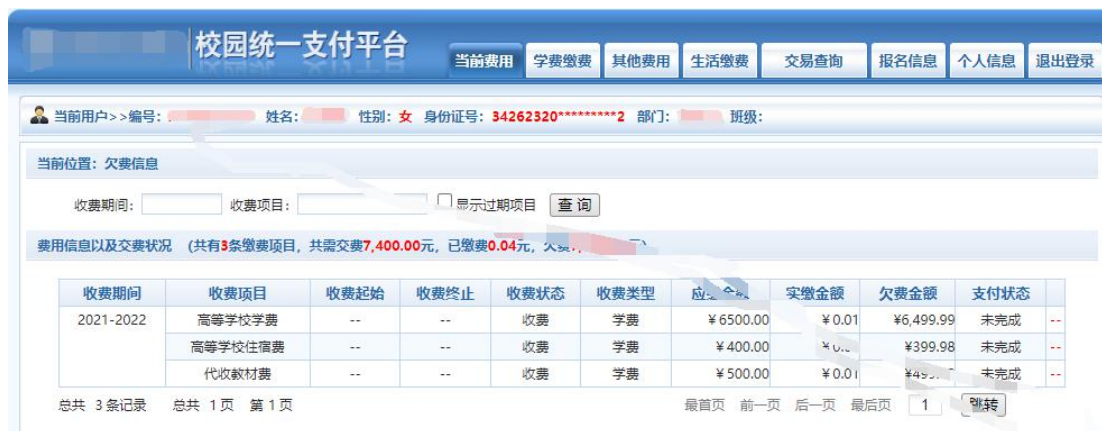 校园统一支付平台
当前费用 学费缴费 其他费用 生活缴费 交易查询 报名信息 个人信息 退出登录
当前用户>>编号: 姓名: 性别: 女 身份证号: 34262320*********2 部门: 班级:
当前位置: 欠费信息
收费期间: 收费项目: 显示过期项目 查 询
费用信息以及交费状况 (共有3条缴费项目, 共需交费7,400.00元, 已缴费0.04元, 欠费
收费期间 收费项目 收费起始 收费终止 收费状态 收费类型 实缴金额 欠费金额 支付状态
2021-2022 高等学校学费 -- -- 收费 学费 ¥6500.00 ¥0.01 ¥6,499.99 未完成 --
高等学校住宿费 -- -- 收费 学费 ¥400.00 ¥399.98 未完成 --
代收教材费 -- -- 收费 学费 ¥500.00 ¥0.01 未完成 --
总共 3条记录 总共 1页 第1页 最首页 前一页 后一页 最后页 1 跳转